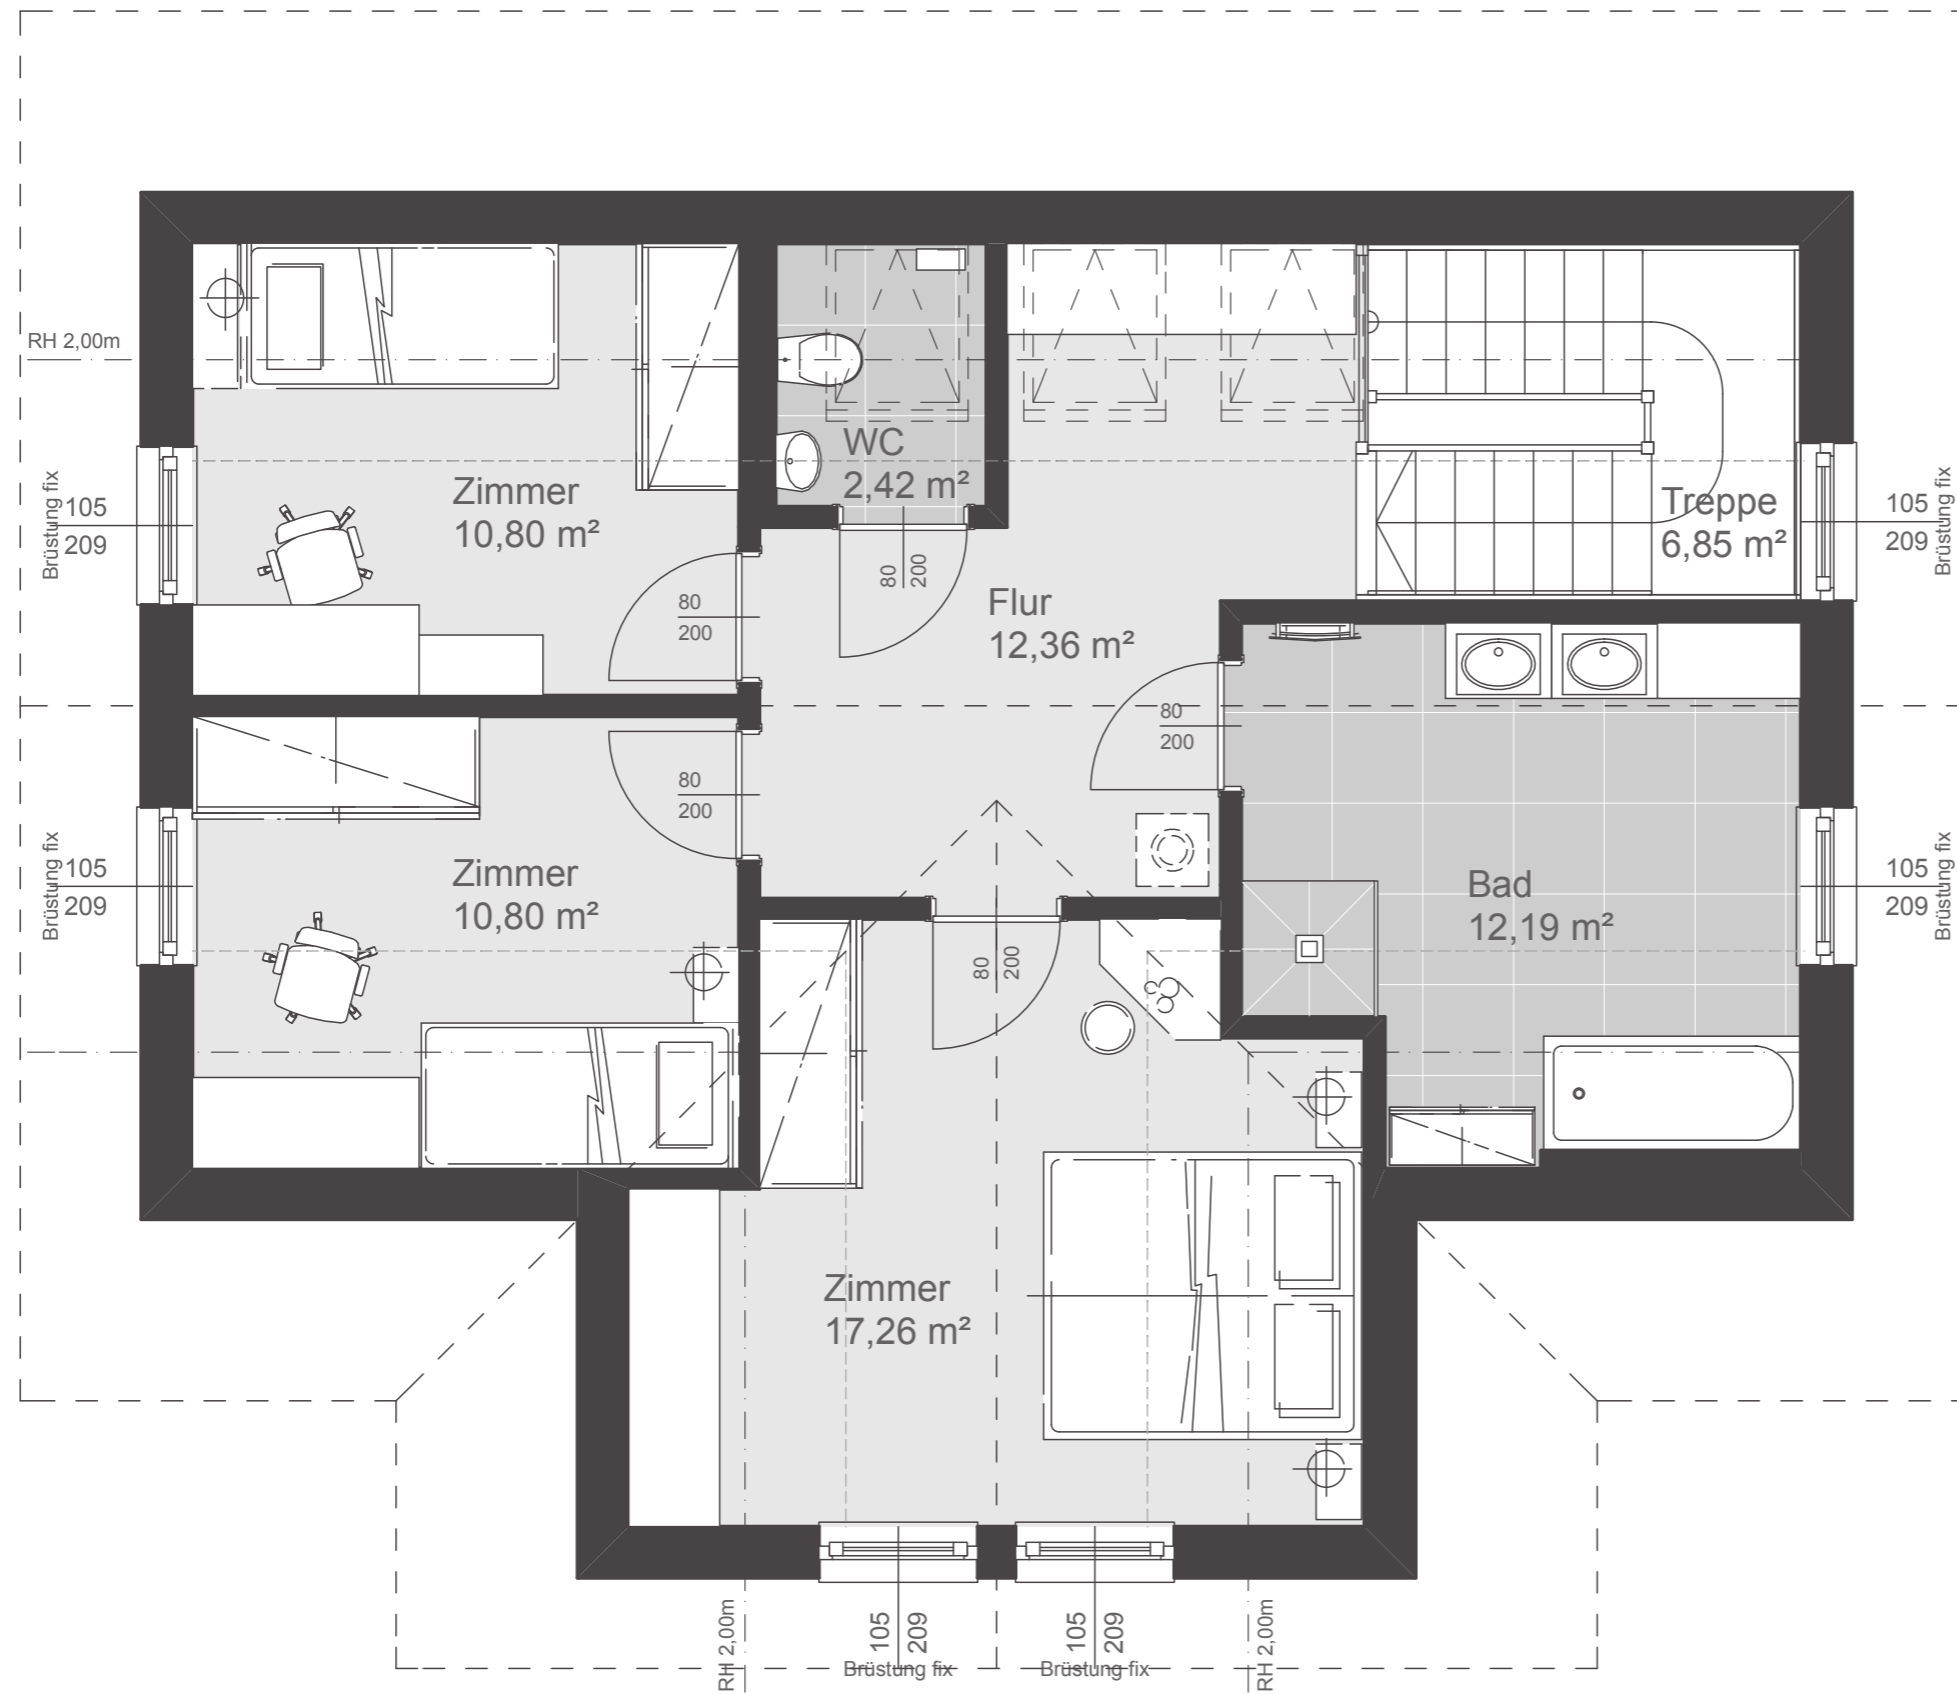 RH 2,00m
Brüstung fix
105
209
Zimmer
10,80 m²
WC
2,42 m²
80
200
80
200
Flur
12,36 m²
Treppe
6,85 m²
105
209
Brüstung fix
80
200
80
200
Brüstung fix
105
209
Zimmer
10,80 m²
80
200
Bad
12,19 m²
105
209
Brüstung fix
Zimmer
17,26 m²
RH 2,00m
105
209
Brüstung fix
105
209
Brüstung fix
RH 2,00m